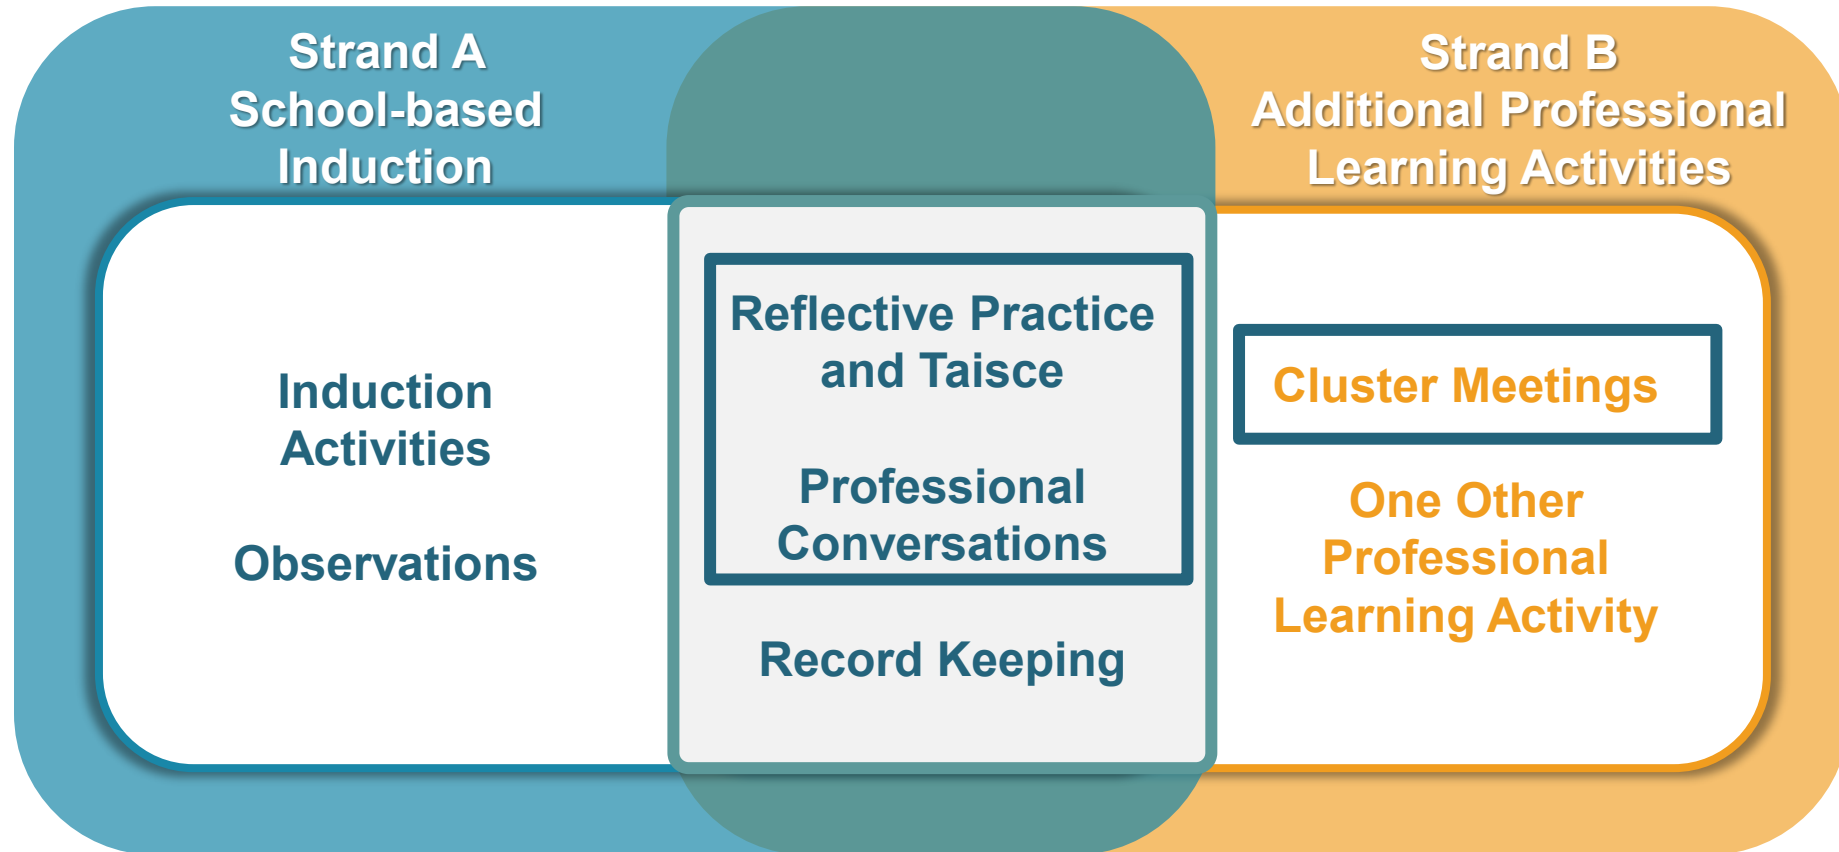 Strand A
School-based
Induction
Strand B
Additional Professional
Learning Activities
Induction
Activities
Observations
Reflective Practice
and Taisce
Professional
Conversations
Record Keeping
Cluster Meetings
One Other
Professional
Learning Activity